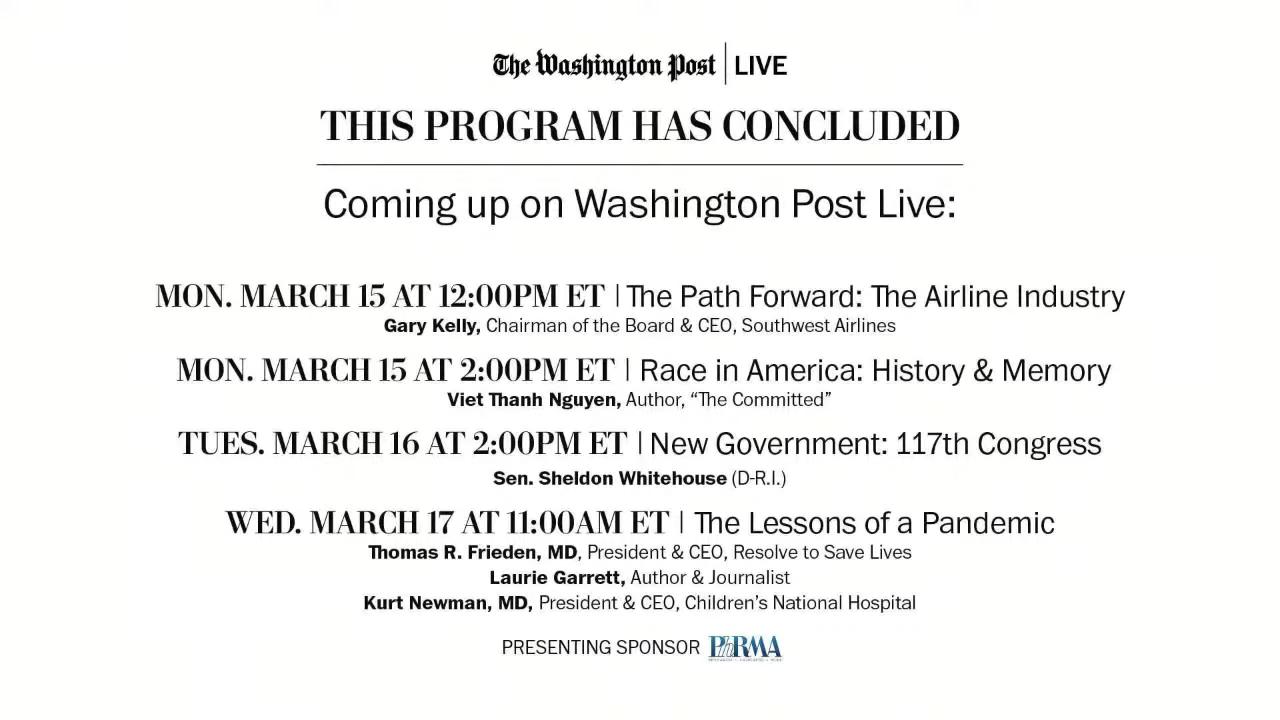 The Washington Post | LIVE
THIS PROGRAM HAS CONCLUDED
Coming up on Washington Post Live:
MON. MARCH 15 AT 12:00PM ET | The Path Forward: The Airline Industry
Gary Kelly, Chairman of the Board & CEO, Southwest Airlines
MON. MARCH 15 AT 2:00PM ET | Race in America: History & Memory
Viet Thanh Nguyen, Author, “The Committed”
TUES. MARCH 16 AT 2:00PM ET | New Government: 117th Congress
Sen. Sheldon Whitehouse (D-R.I.)
WED. MARCH 17 AT 11:00AM ET | The Lessons of a Pandemic
Thomas R. Frieden, MD, President & CEO, Resolve to Save Lives
Laurie Garrett, Author & Journalist
Kurt Newman, MD, President & CEO, Children’s National Hospital
PRESENTING SPONSOR PhRMA